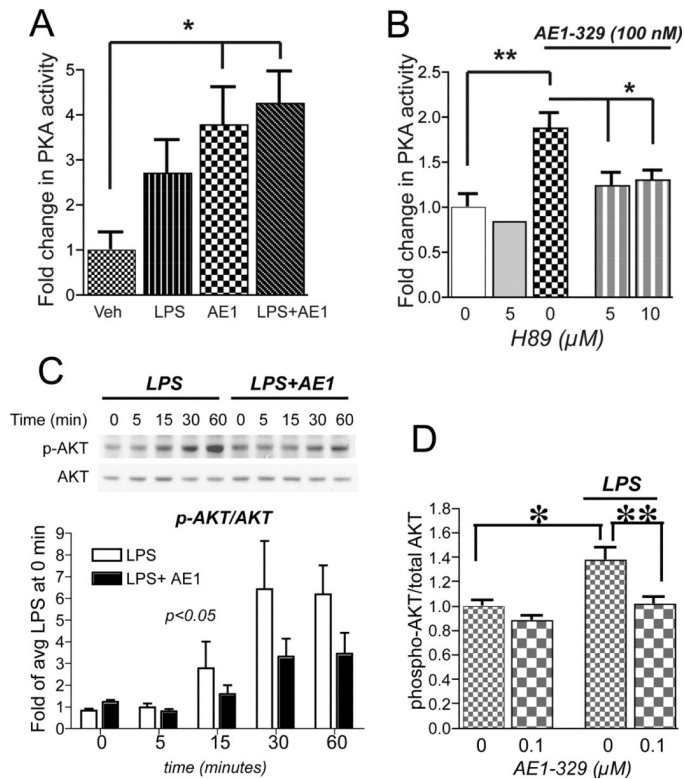 A
*
Fold change in PKA activity
5
4
3
2
1
0
Veh LPS AE1 LPS+AE1
B
AE1-329 (100 nM)
**
*
Fold change in PKA activity
2.5
2.0
1.5
1.0
0.5
0.0
0 5 0 5 10
H89 (µM)
C
LPS LPS+AE1
Time (min) 0 5 15 30 60 0 5 15 30 60
p-AKT
AKT
p-AKT/AKT
LPS
LPS+ AE1
p<0.05
Fold of avg LPS at 0 min
9
8
7
6
5
4
3
2
1
0
0 5 15 30 60
time (minutes)
D
LPS
*
**
phospho-AKT/total AKT
1.8
1.6
1.4
1.2
1.0
0.8
0.6
0.4
0.2
0.0
0 0.1 0 0.1
AE1-329 (µM)